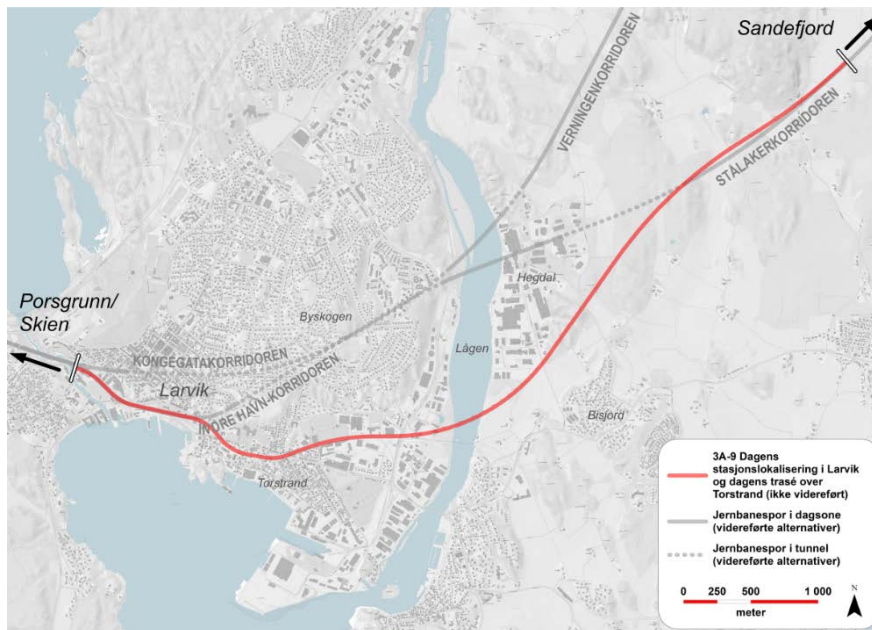 Sandefjord
VERNINGENKORRIDOREN
STÅLAKERKORRIDOREN
Hegdal
Porsgrunn/
Skien
Byskogen
Lågen
KONGEGATAKORRIDOREN
Larvik
INDRE HAVN-KORRIDOREN
Bisjord
Torstrand
3A-9 Dagens
stasjonslokalisering i Larvik
og dagens trasé over
Torstrand (ikke videreført)
Jernbanespor i dagsone
(videreførte alternativer)
Jernbanespor i tunnel
(videreførte alternativer)
0 250 500 1 000
meter
N